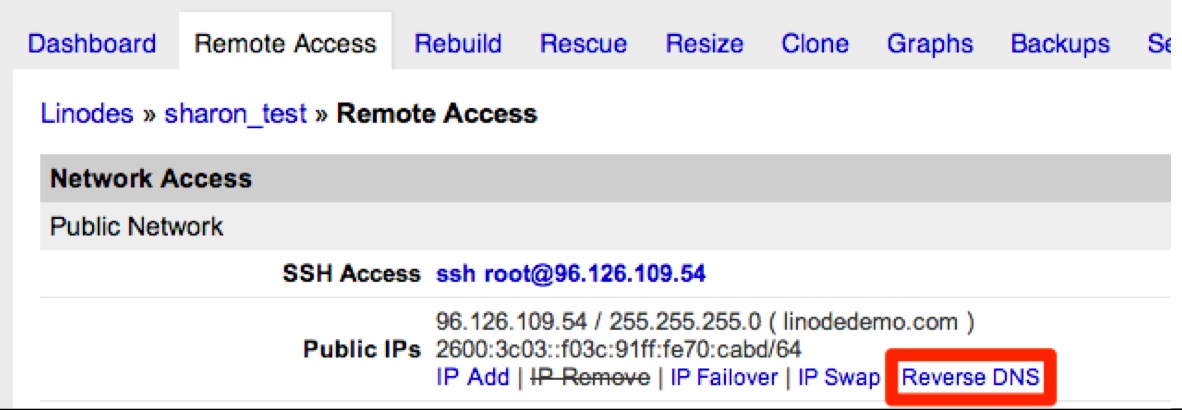 Dashboard Remote Access Rebuild Rescue Resize Clone Graphs Backups
Linodes » sharon_test » Remote Access
Network Access
Public Network
SSH Access ssh root@96.126.109.54
Public IPs 96.126.109.54 / 255.255.255.0 ( linodedemo.com )
2600:3c03::f03c:91ff:fe70:cabd/64
IP Add | IP Remove | IP Failover | IP Swap Reverse DNS